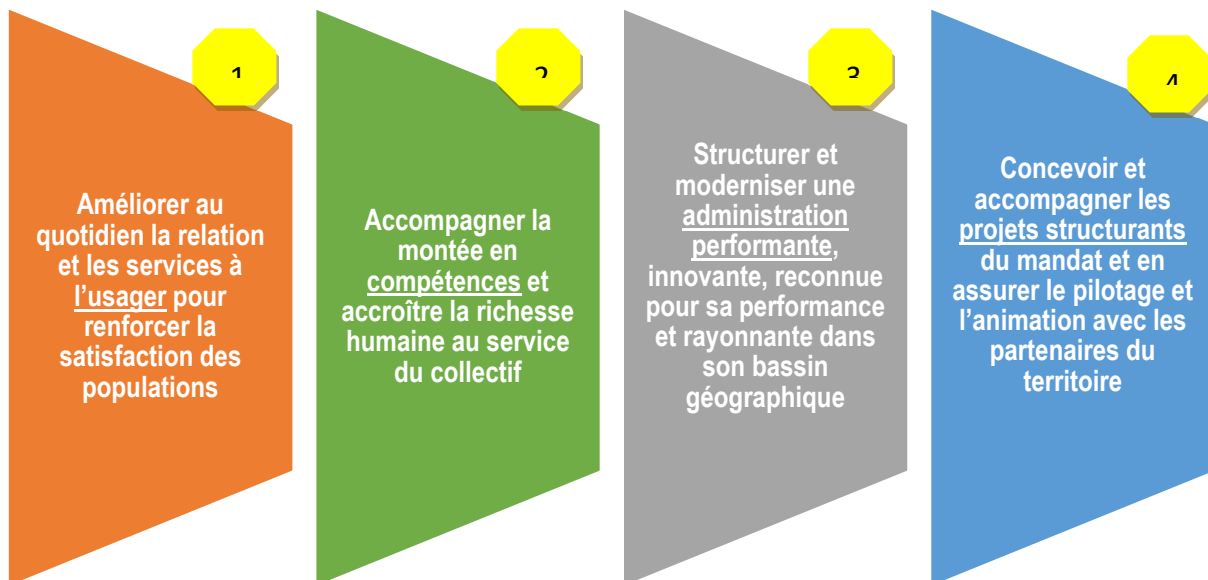 1
Améliorer au
quotidien la relation
et les services à
l'usager pour
renforcer la
satisfaction des
populations
2
Accompagner la
montée en
compétences et
accroître la richesse
humaine au service
du collectif
3
Structurer et
moderniser une
administration
performante,
innovante, reconnue
pour sa performance
et rayonnante dans
son bassin
géographique
4
Concevoir et
accompagner les
projets structurants
du mandat et en
assurer le pilotage et
l'animation avec les
partenaires du
territoire